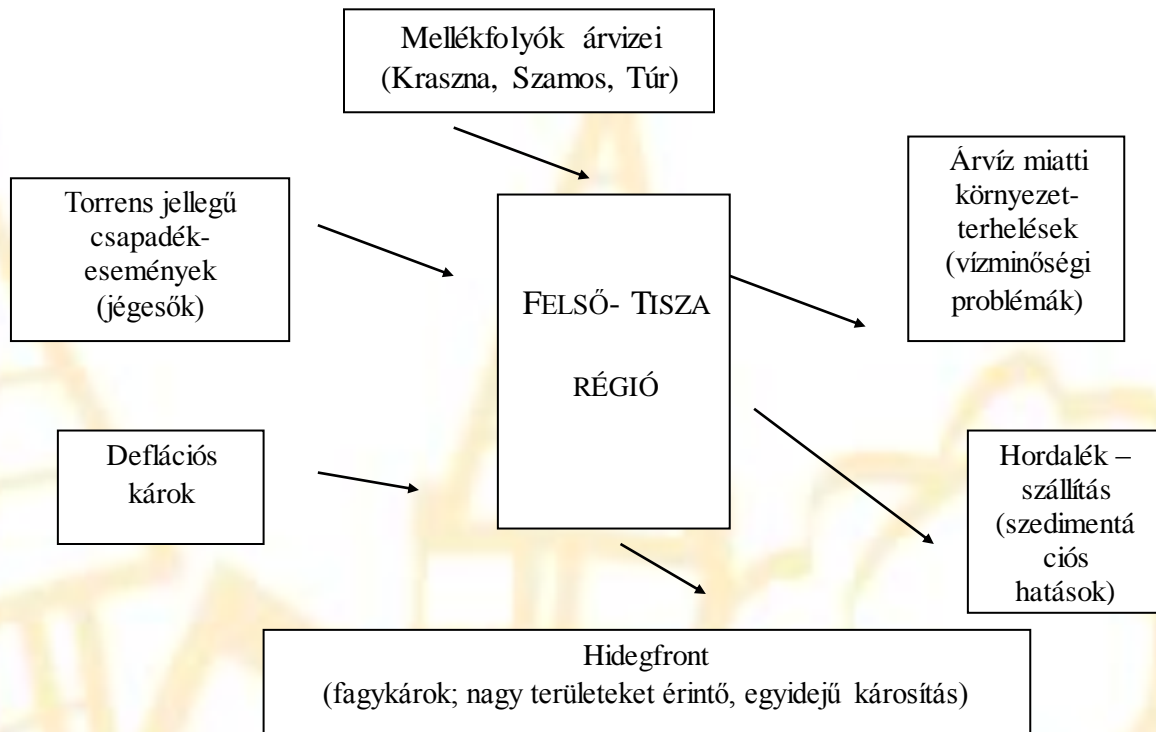 Mellékfolyók árvizei
(Kraszna, Szamos, Túr)
Torrens jellegű
csapadék-
események
(jégesők)
Árvíz miatti
környezet-
terhelések
(vízminőségi
problémák)
FELSŐ- TISZA
RÉGIÓ
Deflációs
károk
Hordalék –
szállítás
(szedimentá
ciós
hatások)
Hidegfront
(fagykárok; nagy területeket érintő, egyidejű károsítás)